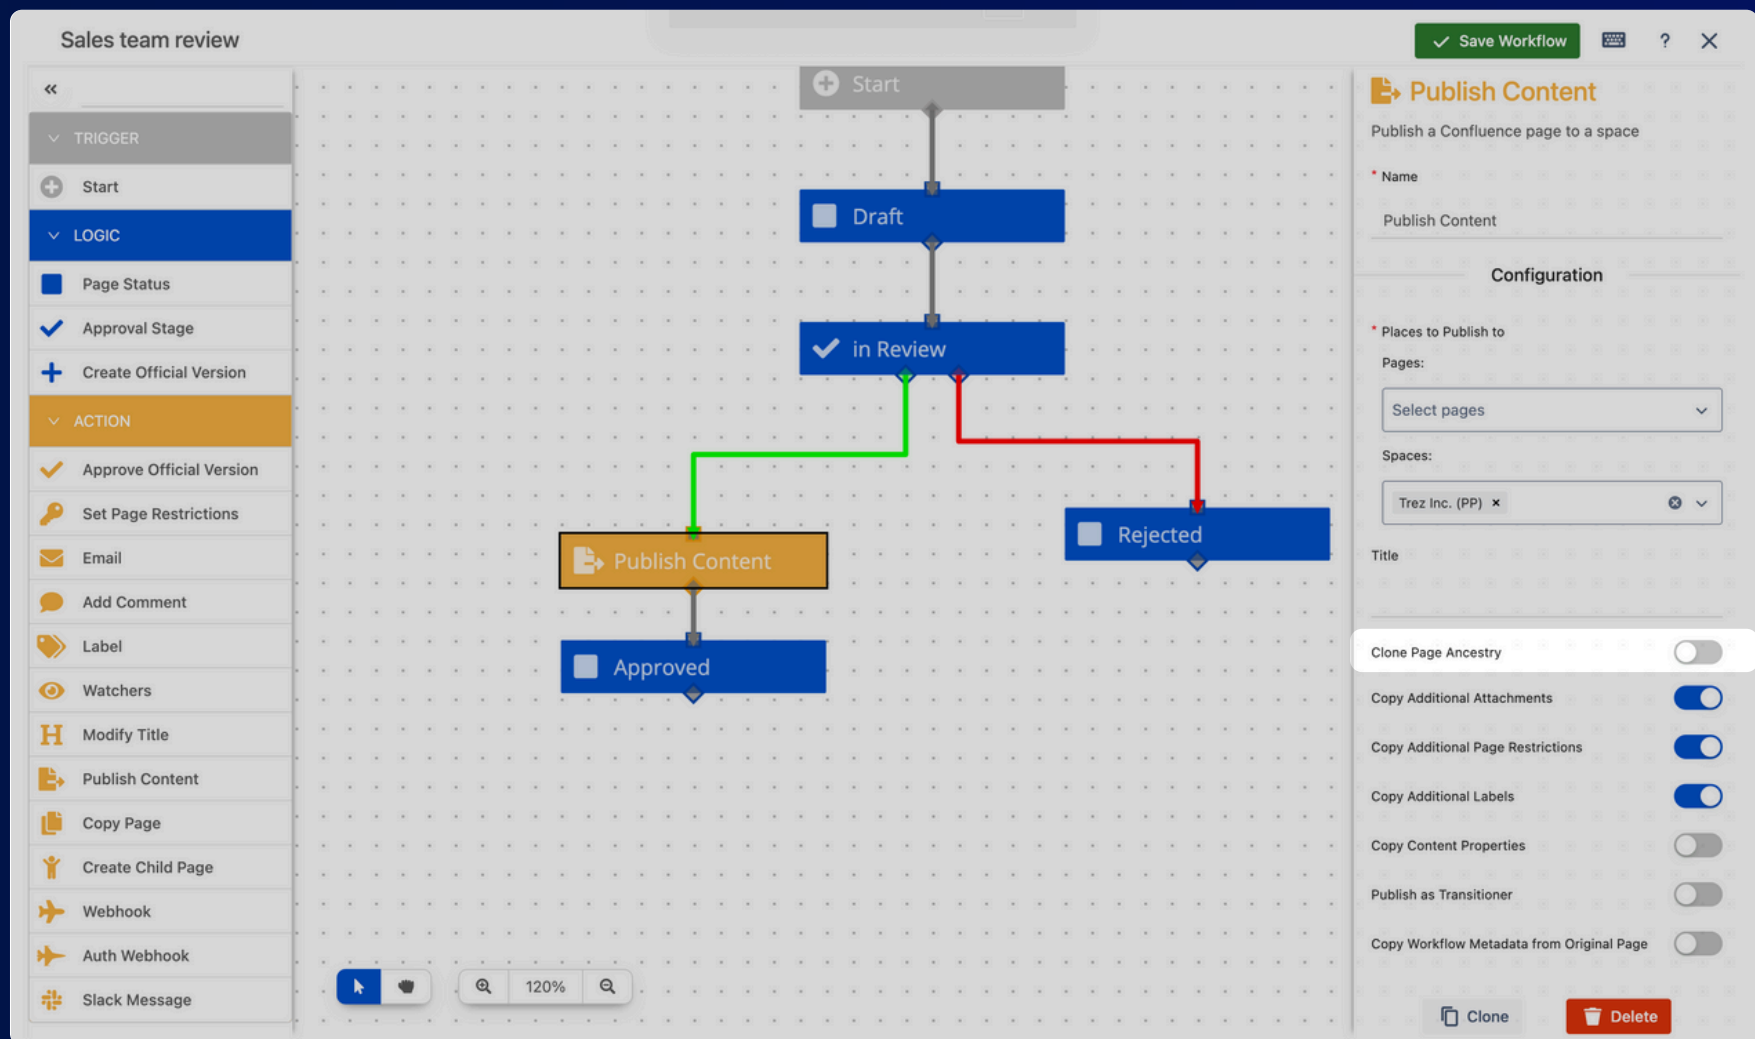 Sales team review
Save Workflow
?
TRIGGER
Start
LOGIC
Page Status
Approval Stage
Create Official Version
ACTION
Approve Official Version
Set Page Restrictions
Email
Add Comment
Label
Watchers
Modify Title
Publish Content
Copy Page
Create Child Page
Webhook
Auth Webhook
Slack Message
Start
Draft
in Review
Publish Content
Rejected
Approved
120%
Publish Content
Publish a Confluence page to a space
* Name
Publish Content
Configuration
* Places to Publish to
Pages:
Select pages
Spaces:
Trez Inc. (PP)
Title
Clone Page Ancestry
Copy Additional Attachments
Copy Additional Page Restrictions
Copy Additional Labels
Copy Content Properties
Publish as Transitioner
Copy Workflow Metadata from Original Page
Clone
Delete